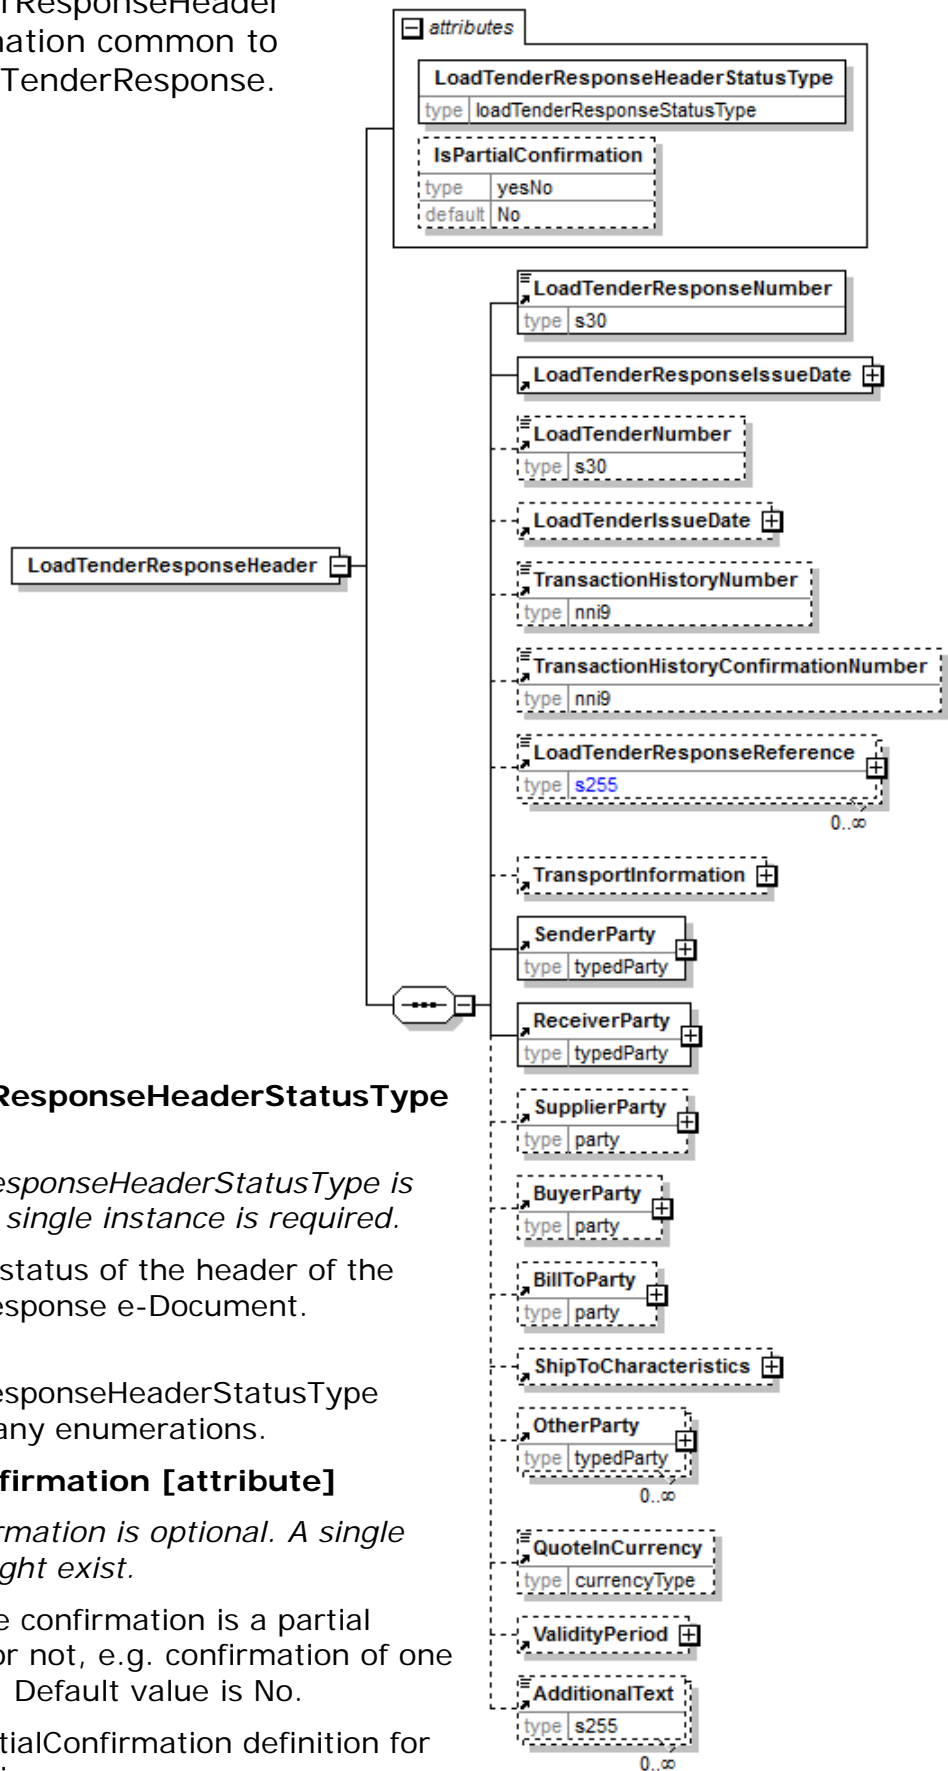 rResponseHeader
nation common to
TenderResponse.
attributes
LoadTenderResponseHeaderStatusType
type loadTenderResponseStatusType
IsPartialConfirmation
type yesNo
default No
LoadTenderResponseNumber
type s30
LoadTenderResponseIssueDate
LoadTenderNumber
type s30
LoadTenderIssueDate
LoadTenderResponseHeader
TransactionHistoryNumber
type nni9
TransactionHistoryConfirmationNumber
type nni9
LoadTenderResponseReference
type s255
0..∞
TransportInformation
SenderParty
type typedParty
ReceiverParty
type typedParty
SupplierParty
type party
BuyerParty
type party
BillToParty
type party
ShipToCharacteristics
OtherParty
type typedParty
0..∞
QuoteInCurrency
type currencyType
ValidityPeriod
AdditionalText
type s255
0..∞
ResponseHeaderStatusType
esponseHeaderStatusType is
single instance is required.
status of the header of the
esponse e-Document.
esponseHeaderStatusType
any enumerations.
nfirmation [attribute]
rmation is optional. A single
ght exist.
e confirmation is a partial
or not, e.g. confirmation of one
Default value is No.
tialConfirmation definition for